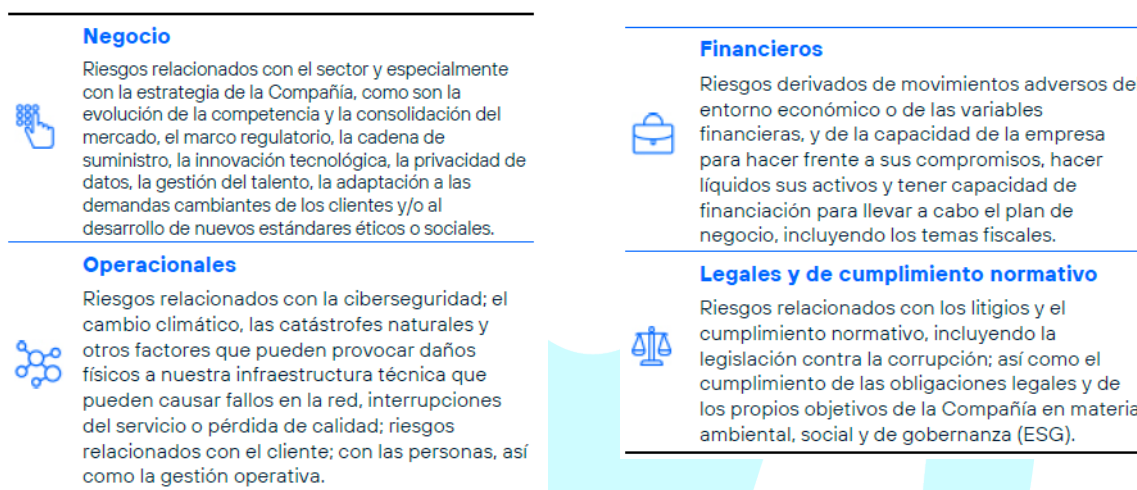 Negocio
Riesgos relacionados con el sector y especialmente
con la estrategia de la Compañía, como son la
evolución de la competencia y la consolidación del
mercado, el marco regulatorio, la cadena de
suministro, la innovación tecnológica, la privacidad de
datos, la gestión del talento, la adaptación a las
demandas cambiantes de los clientes y/o al
desarrollo de nuevos estándares éticos o sociales.
Operacionales
Riesgos relacionados con la ciberseguridad; el
cambio climático, las catástrofes naturales y
otros factores que pueden provocar daños
físicos a nuestra infraestructura técnica que
pueden causar fallos en la red, interrupciones
del servicio o pérdida de calidad; riesgos
relacionados con el cliente; con las personas, así
como la gestión operativa.
Financieros
Riesgos derivados de movimientos adversos de
entorno económico o de las variables
financieras, y de la capacidad de la empresa
para hacer frente a sus compromisos, hacer
líquidos sus activos y tener capacidad de
financiación para llevar a cabo el plan de
negocio, incluyendo los temas fiscales.
Legales y de cumplimiento normativo
Riesgos relacionados con los litigios y el
cumplimiento normativo, incluyendo la
legislación contra la corrupción; así como el
cumplimiento de las obligaciones legales y de
los propios objetivos de la Compañía en materia
ambiental, social y de gobernanza (ESG).